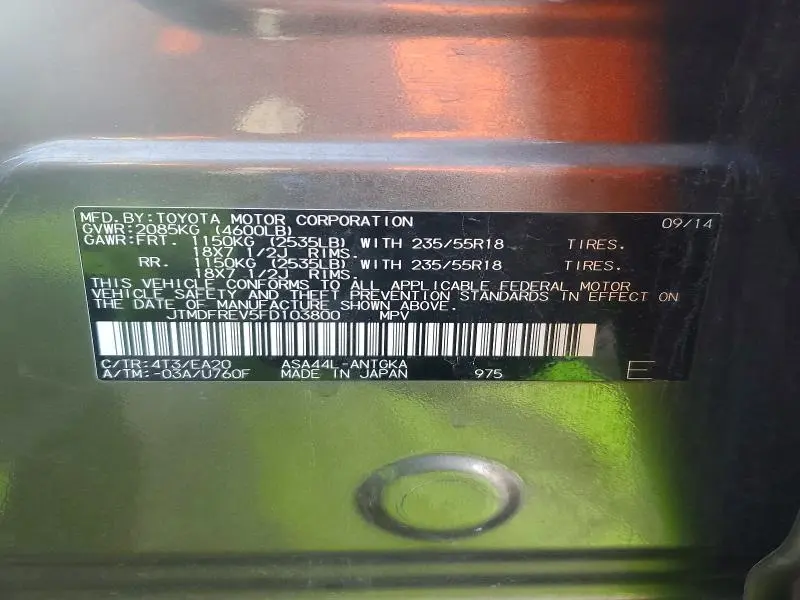 MFD.BY:TOYOTA MOTOR CORPORATION 09/14
GVWR:2085KG (4600LB)
GAWR:FRT. 1150KG (2535LB) WITH 235/55R18 TIRES.
18X7 1/2J RIMS.
RR. 1150KG (2535LB) WITH 235/55R18 TIRES.
18X7 1/2J RIMS.
THIS VEHICLE CONFORMS TO ALL APPLICABLE FEDERAL MOTOR
VEHICLE SAFETY AND THEFT PREVENTION STANDARDS IN EFFECT ON
THE DATE OF MANUFACTURE SHOWN ABOVE.
JTMDFREV5FD103800 MPV
C/TR:4T3/EA20 ASA44L-ANTGKA
A/TM:-03A/U760F MADE IN JAPAN 975 E